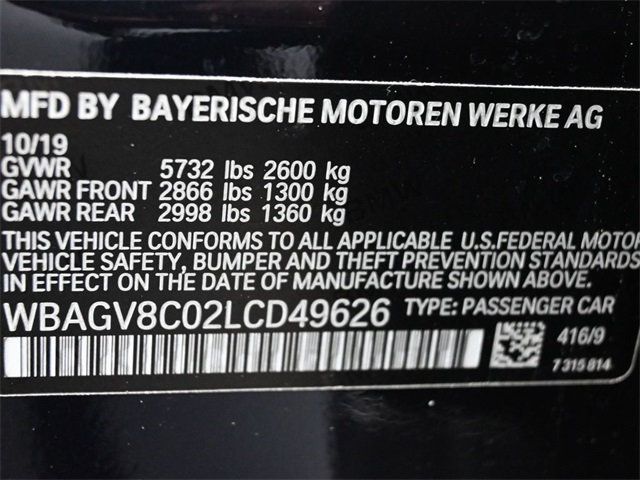 MFD BY BAYERISCHE MOTOREN WERKE AG
10/19
GVWR 5732 lbs 2600 kg
GAWR FRONT 2866 lbs 1300 kg
GAWR REAR 2998 lbs 1360 kg
THIS VEHICLE CONFORMS TO ALL APPLICABLE U.S.FEDERAL MOTOR
VEHICLE SAFETY, BUMPER AND THEFT PREVENTION STANDARDS
IN EFFECT ON THE DATE OF MANUFACTURE SHOWN ABOVE.
WBAGV8C02LCD49626 TYPE: PASSENGER CAR
416/9
7 315 814